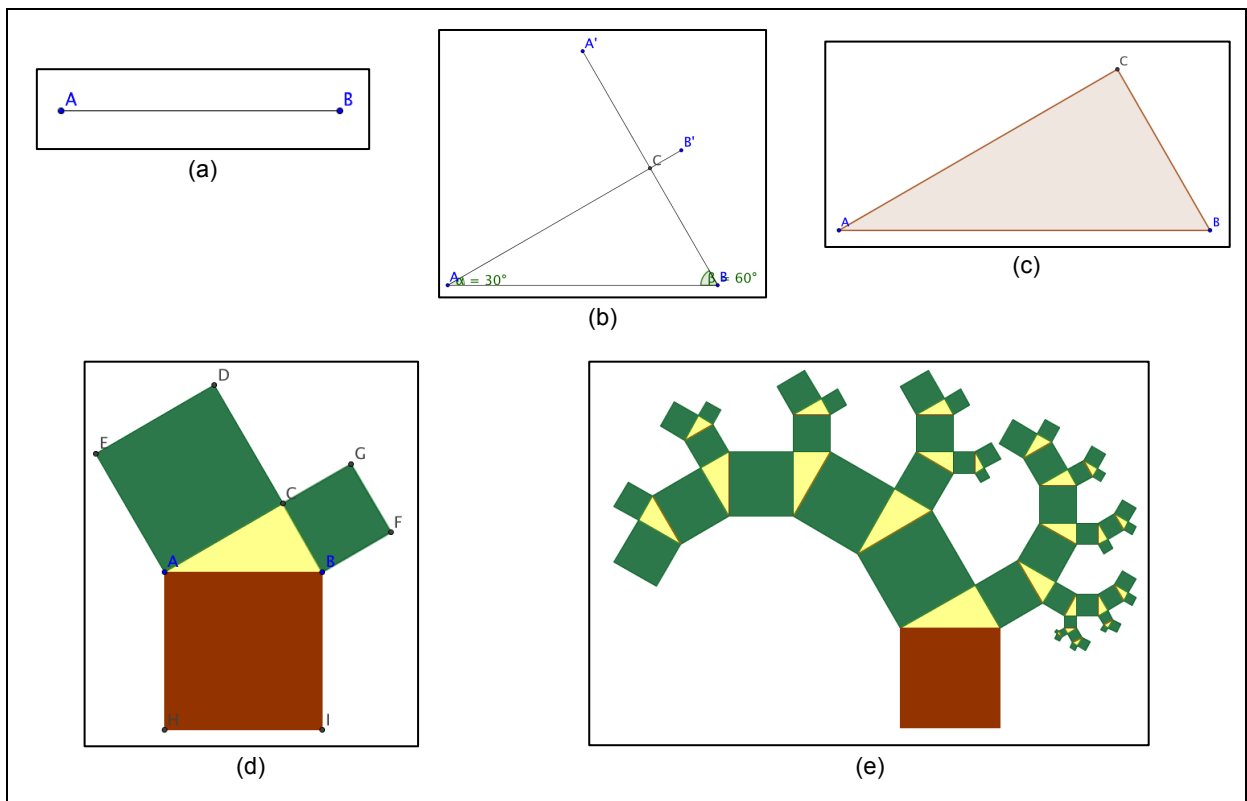 A B
(a)
A'
B'
C
A α = 30° β = 60° B
(b)
C
A B
(c)
D
E
G
C
F
A B
H I
(d)
(e)